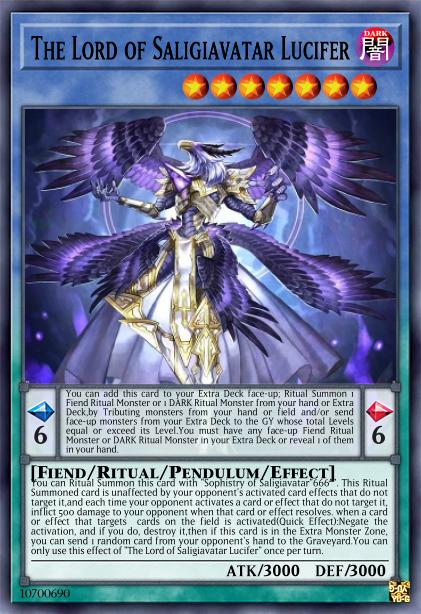 The Lord of Saligiavatar Lucifer
DARK
闇
You can add this card to your Extra Deck face-up; Ritual Summon 1
Fiend Ritual Monster or 1 DARK Ritual Monster from your hand or Extra
Deck,by Tributing monsters from your hand or field and/or send
face-up monsters from your Extra Deck to the GY whose total Levels
equal or exceed its Level.You must have any face-up Fiend Ritual
Monster or DARK Ritual Monster in your Extra Deck or reveal 1 of them
in your hand.
6
6
[Fiend/Ritual/Pendulum/Effect]
You can Ritual Summon this card with "Sophistry of Saligiavatar 666". This Ritual
Summoned card is unaffected by your opponent's activated card effects that do not
target it,and each time your opponent activates a card or effect that do not target it,
inflict 500 damage to your opponent when that card or effect resolves. when a card
or effect that targets cards on the field is activated(Quick Effect):Negate the
activation, and if you do, destroy it,then if this card is in the Extra Monster Zone,
you can send 1 random card from your opponent's hand to the Graveyard.You can
only use this effect of "The Lord of Saligiavatar Lucifer" once per turn.
ATK/3000 DEF/3000
10700690